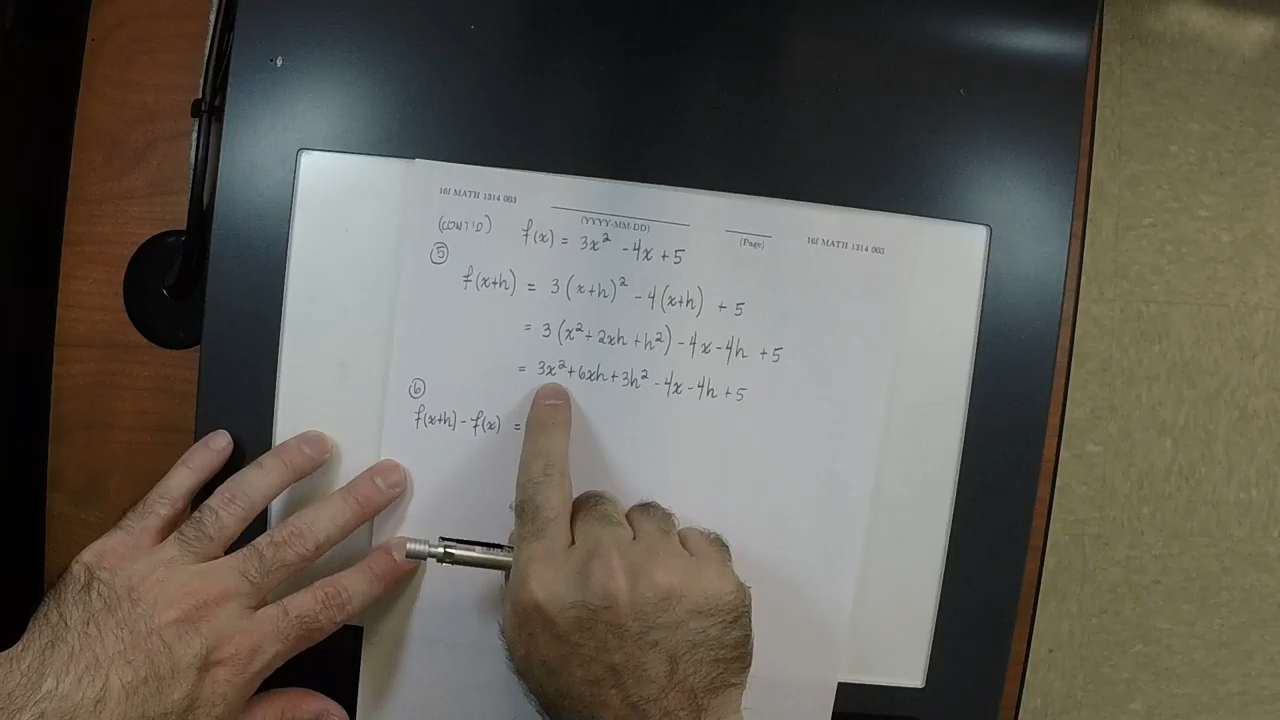 16f MATH 1314 003
(YYYY-MM-DD)
(Page)
16f MATH 1314 003
(CONT'D) f(x) = 3x² - 4x + 5
⑤
f(x+h) = 3(x+h)² - 4(x+h) + 5
= 3(x² + 2xh + h²) - 4x - 4h + 5
= 3x² + 6xh + 3h² - 4x - 4h + 5
⑥
f(x+h) - f(x) =